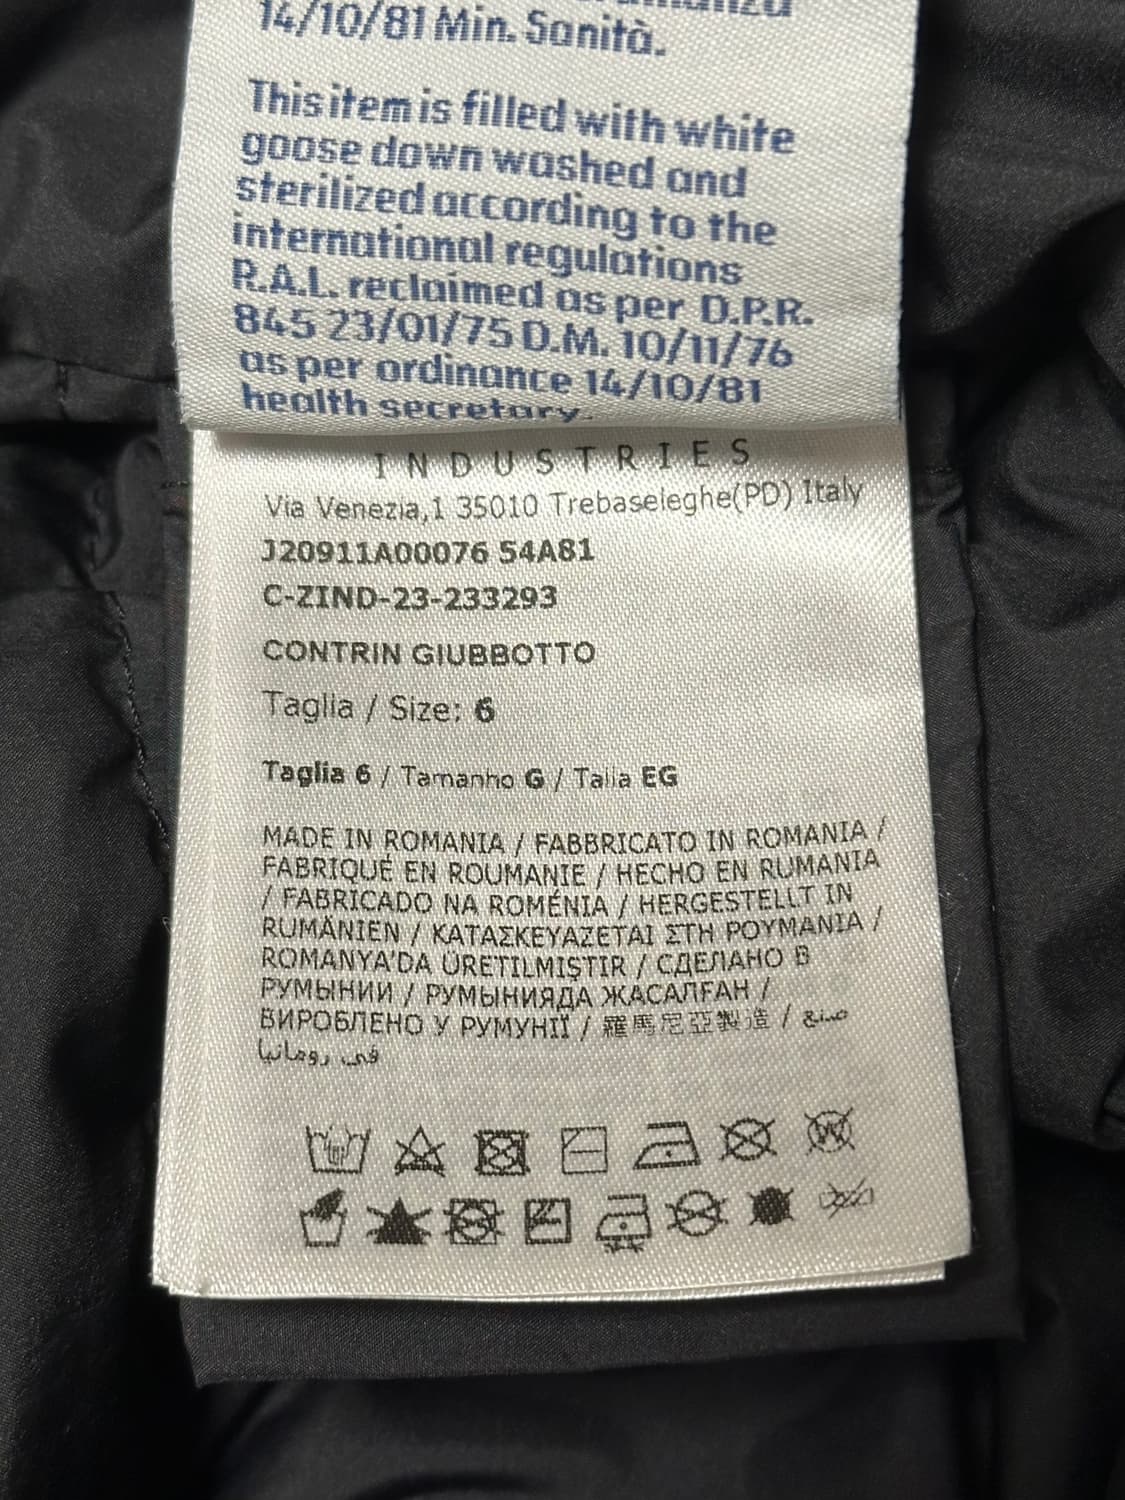 14/10/81 Min. Sanità.
This item is filled with white
goose down washed and
sterilized according to the
international regulations
R.A.L. reclaimed as per D.P.R.
845 23/01/75 D.M. 10/11/76
as per ordinance 14/10/81
health secretary.
INDUSTRIES
Via Venezia,1 35010 Trebaseleghe(PD) Italy
J20911A00076 54A81
C-ZIND-23-233293
CONTRIN GIUBBOTTO
Taglia / Size: 6
Taglia 6 / Tamanho G / Talla EG
MADE IN ROMANIA / FABBRICATO IN ROMANIA /
FABRIQUÉ EN ROUMANIE / HECHO EN RUMANIA
/ FABRICADO NA ROMÉNIA / HERGESTELLT IN
RUMÄNIEN / ΚΑΤΑΣΚΕΥΑΖΕΤΑΙ ΣΤΗ ΡΟΥΜΑΝΙΑ /
ROMANYA'DA ÜRETILMIŞTIR / СДЕЛАНО В
РУМЫНИИ / РУМЫНИЯДА ЖАСАЛҒАН /
ВИРОБЛЕНО У РУМУНІЇ / 羅馬尼亞製造 / صنع
في رومانيا
W